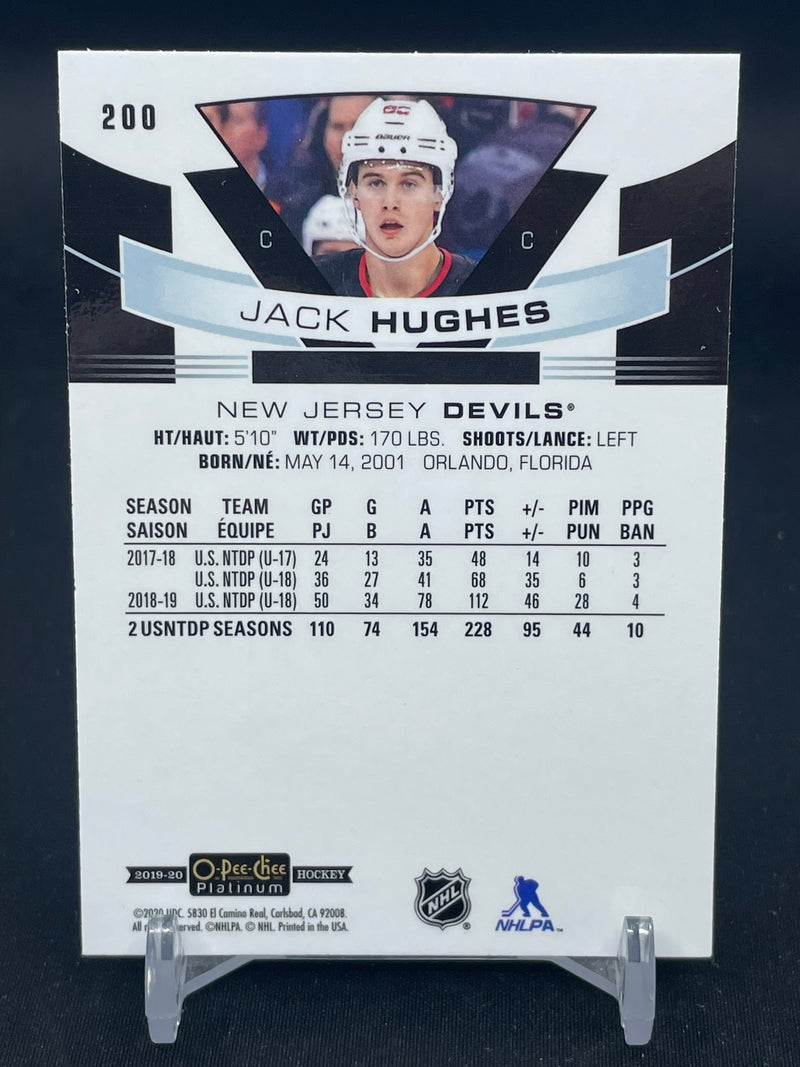 200
BAUER
C C
JACK HUGHES
NEW JERSEY DEVILS®
HT/HAUT: 5'10" WT/PDS: 170 LBS. SHOOTS/LANCE: LEFT
BORN/NÉ: MAY 14, 2001 ORLANDO, FLORIDA
SEASON TEAM GP G A PTS +/- PIM PPG
SAISON ÉQUIPE PJ B A PTS +/- PUN BAN
2017-18 U.S. NTDP (U-17) 24 13 35 48 14 10 3
U.S. NTDP (U-18) 36 27 41 68 35 6 3
2018-19 U.S. NTDP (U-18) 50 34 78 112 46 28 4
2 USNTDP SEASONS 110 74 154 228 95 44 10
2019-20 O-Pee-Chee Platinum HOCKEY
NHL ®
NHLPA™
©2020 UDC. 5830 El Camino Real, Carlsbad, CA 92008.
All reserved. ©NHLPA. © NHL. Printed in the USA.